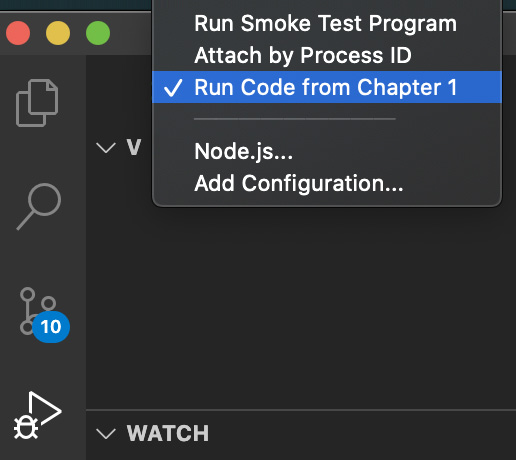 Run Smoke Test Program
Attach by Process ID
✓ Run Code from Chapter 1
V
Node.js...
Add Configuration...
10
WATCH